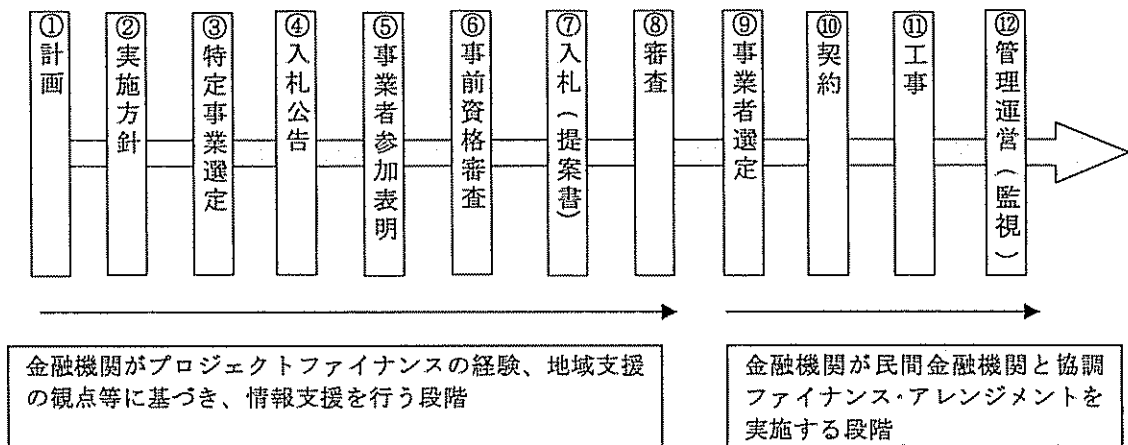 ①計画
②実施方針
③特定事業選定
④入札公告
⑤事業者参加表明
⑥事前資格審査
⑦入札(提案書)
⑧審査
⑨事業者選定
⑩契約
⑪工事
⑫管理運営(監視)
金融機関がプロジェクトファイナンスの経験、地域支援
の観点等に基づき、情報支援を行う段階
金融機関が民間金融機関と協調
ファイナンス・アレンジメントを
実施する段階